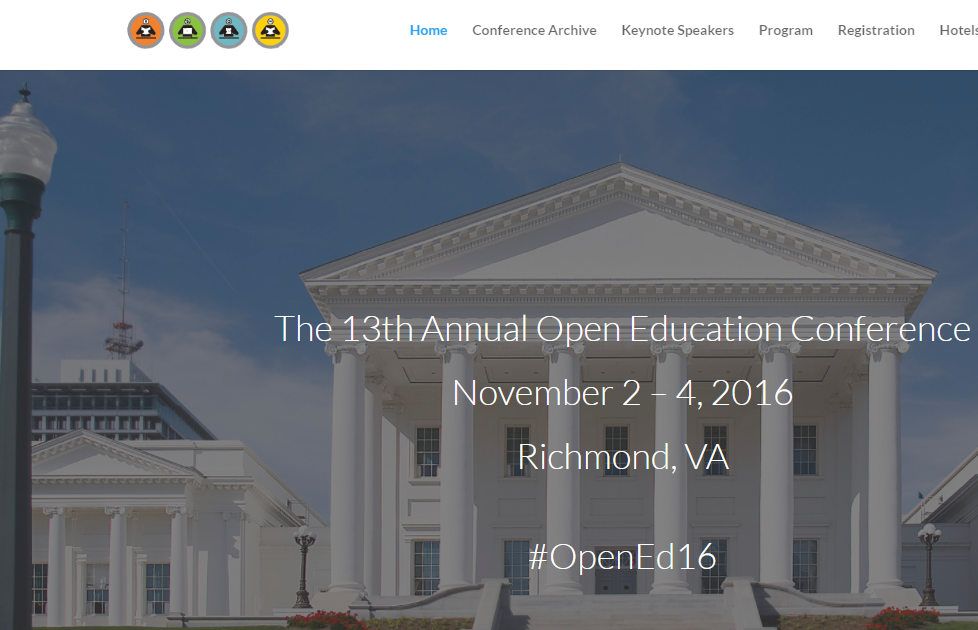 Home Conference Archive Keynote Speakers Program Registration Hotels
The 13th Annual Open Education Conference
November 2 – 4, 2016
Richmond, VA
#OpenEd16